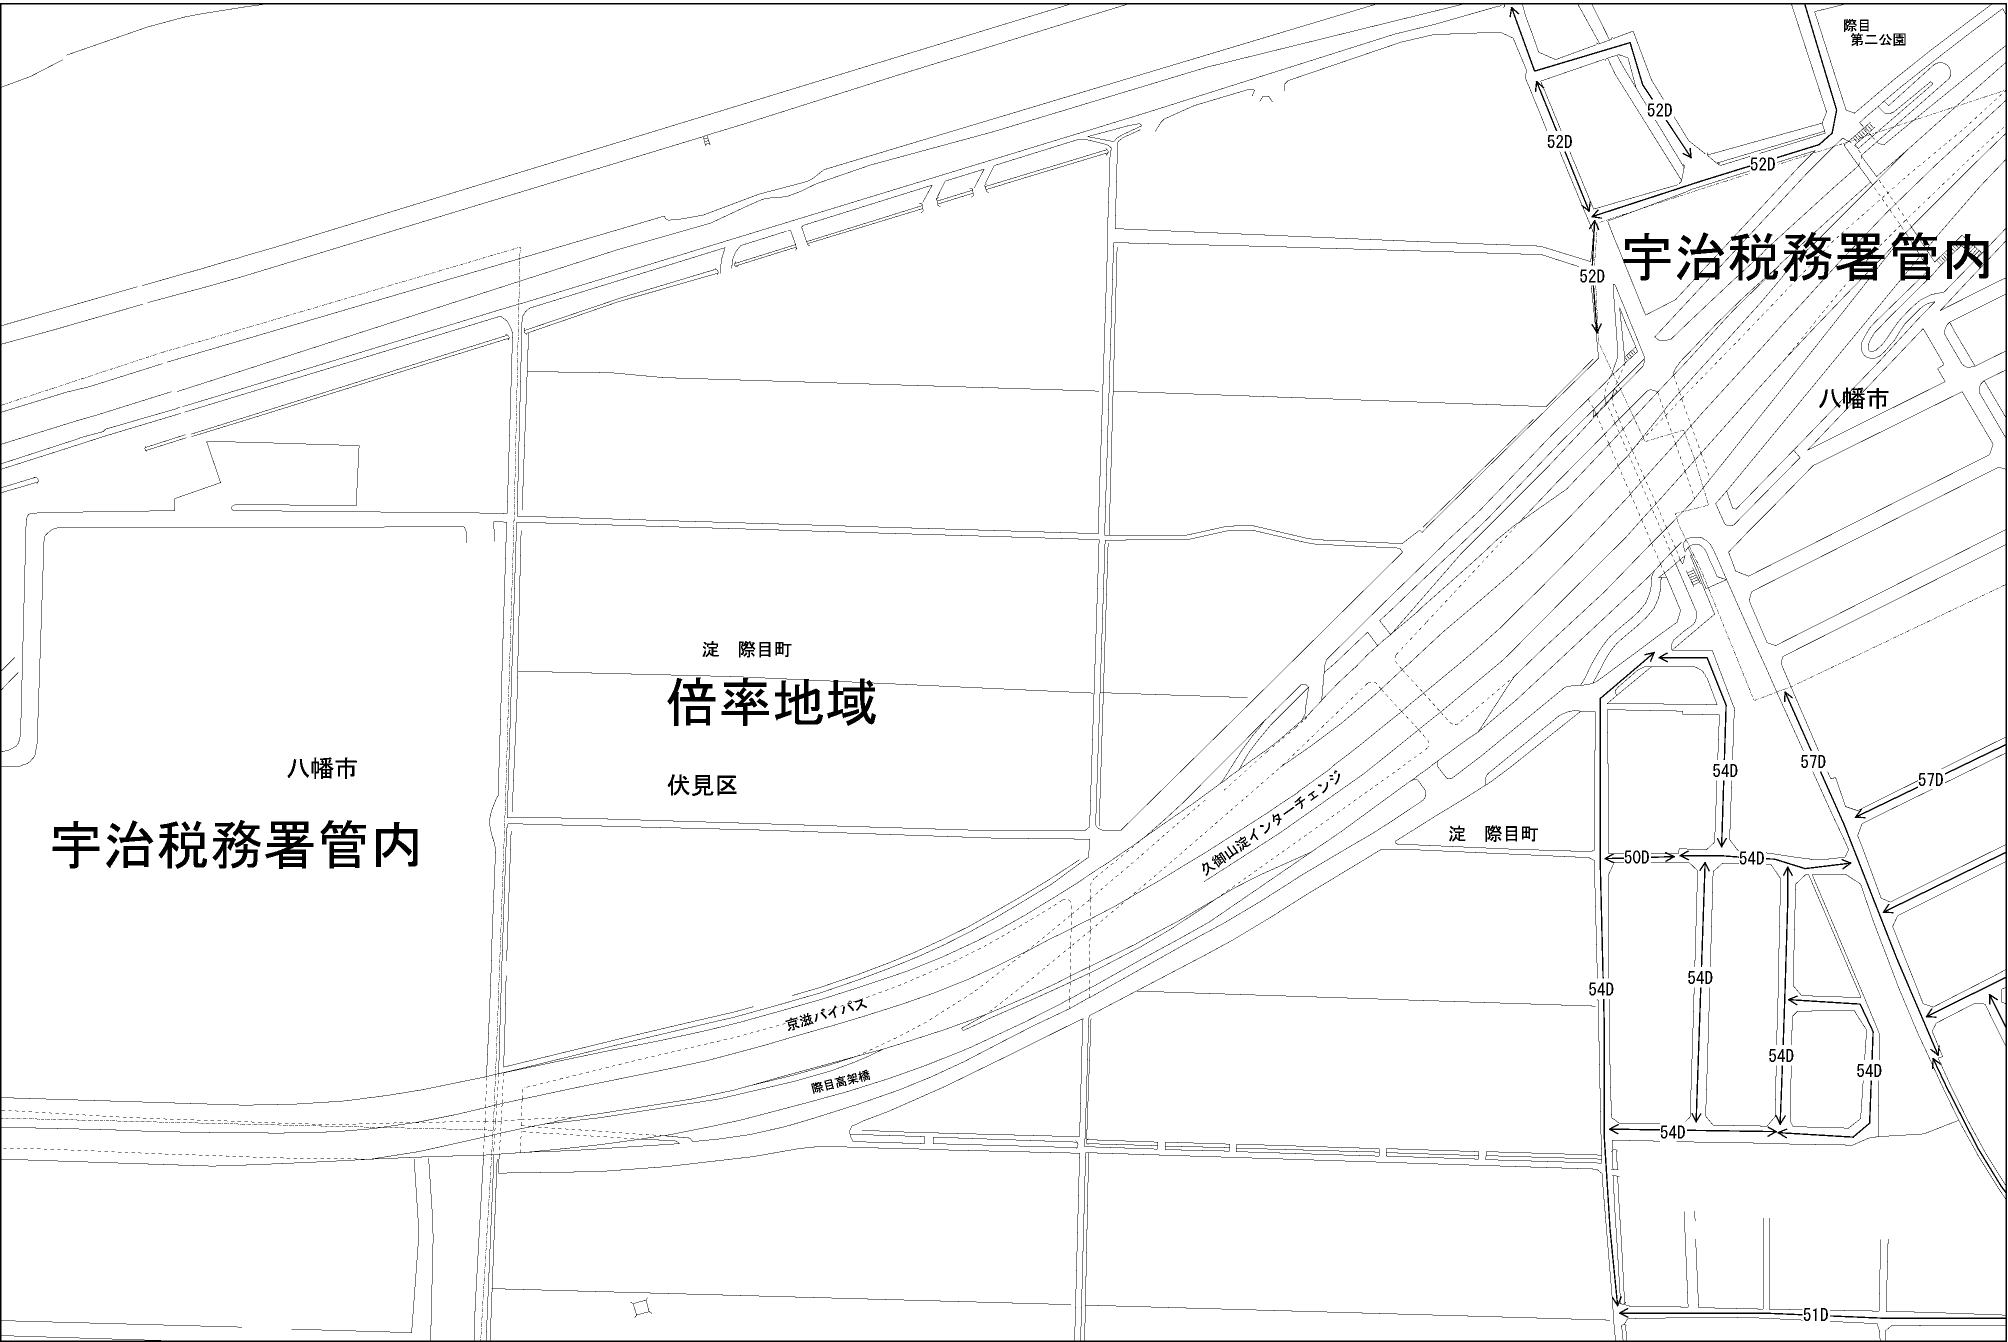 際目
第二公園
52D
52D
52D
宇治税務署管内
52D
八幡市
淀　際目町
倍率地域
伏見区
八幡市
宇治税務署管内
57D
54D
57D
久御山淀インターチェンジ
淀　際目町
50D
54D
54D
54D
京滋バイパス
54D
54D
際目高架橋
54D
51D